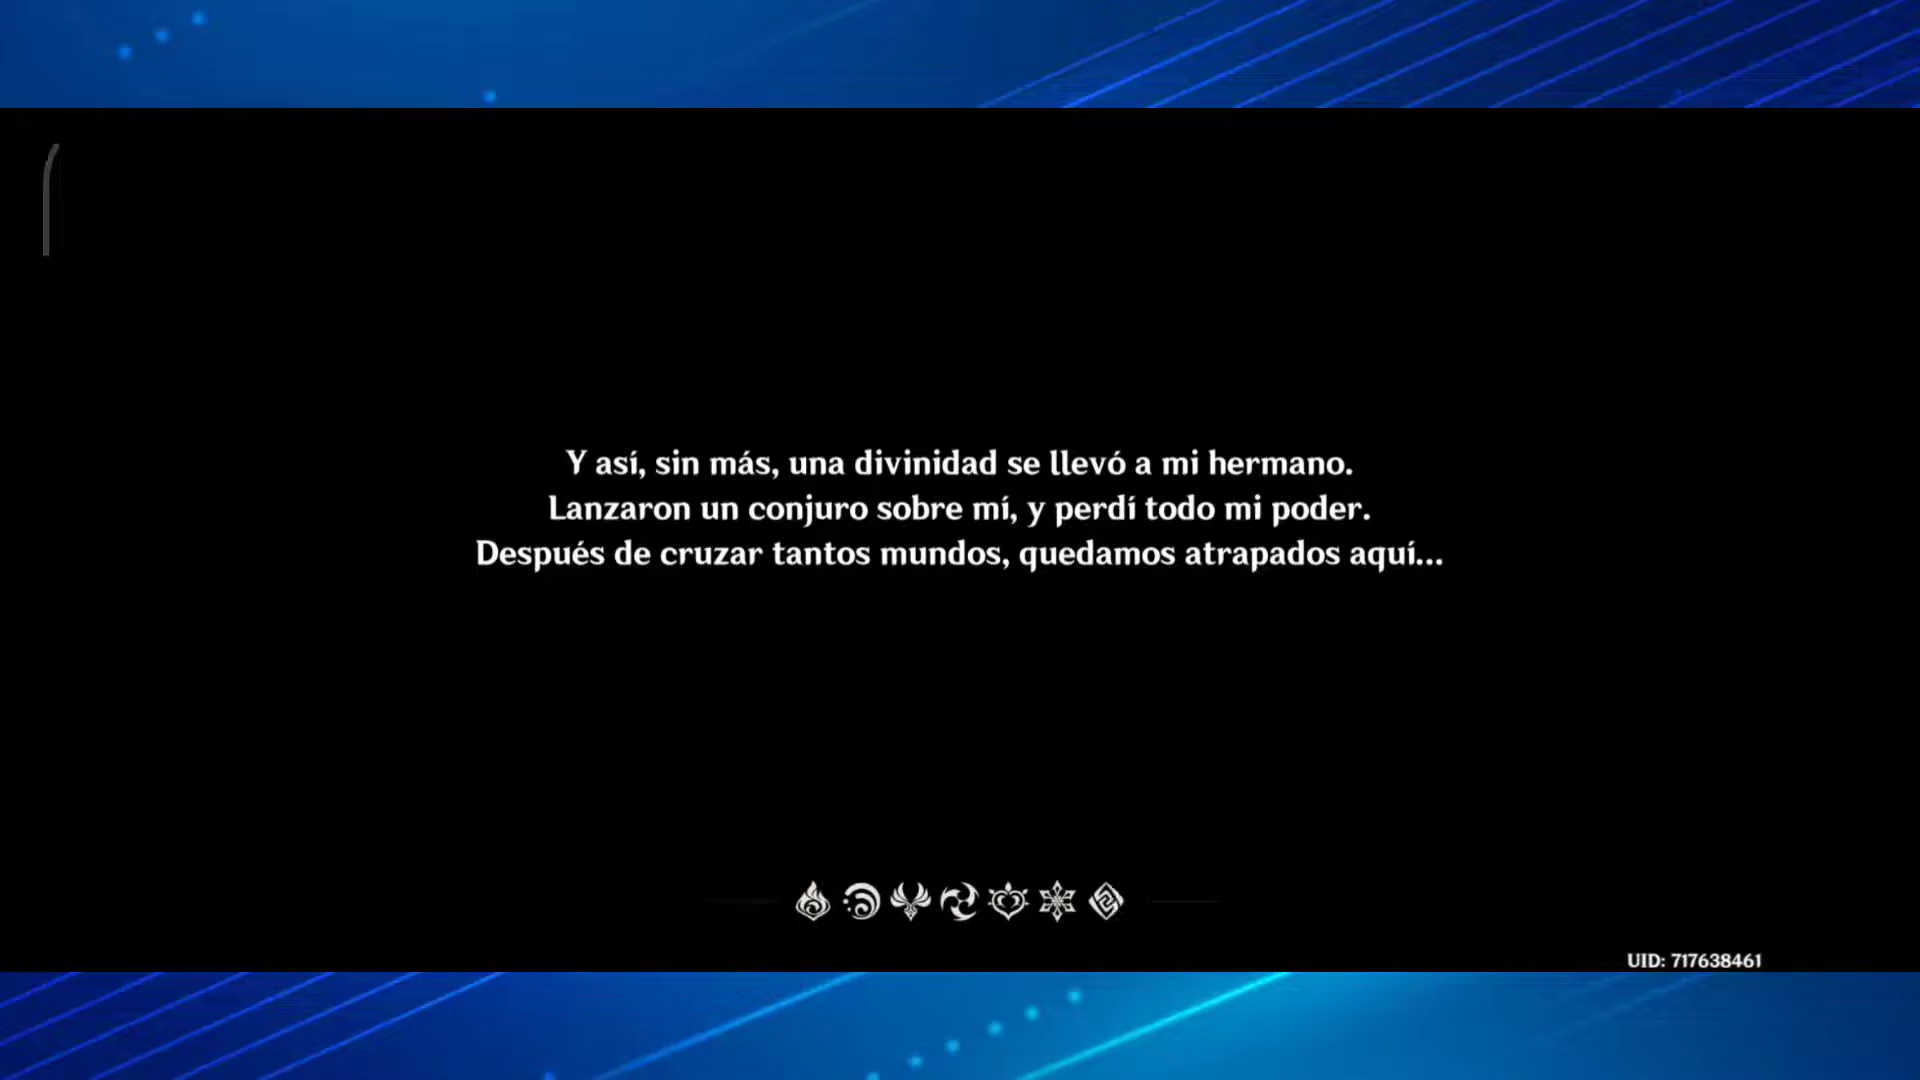 Y así, sin más, una divinidad se llevó a mi hermano.
Lanzaron un conjuro sobre mí, y perdí todo mi poder.
Después de cruzar tantos mundos, quedamos atrapados aquí...
UID: 717638461